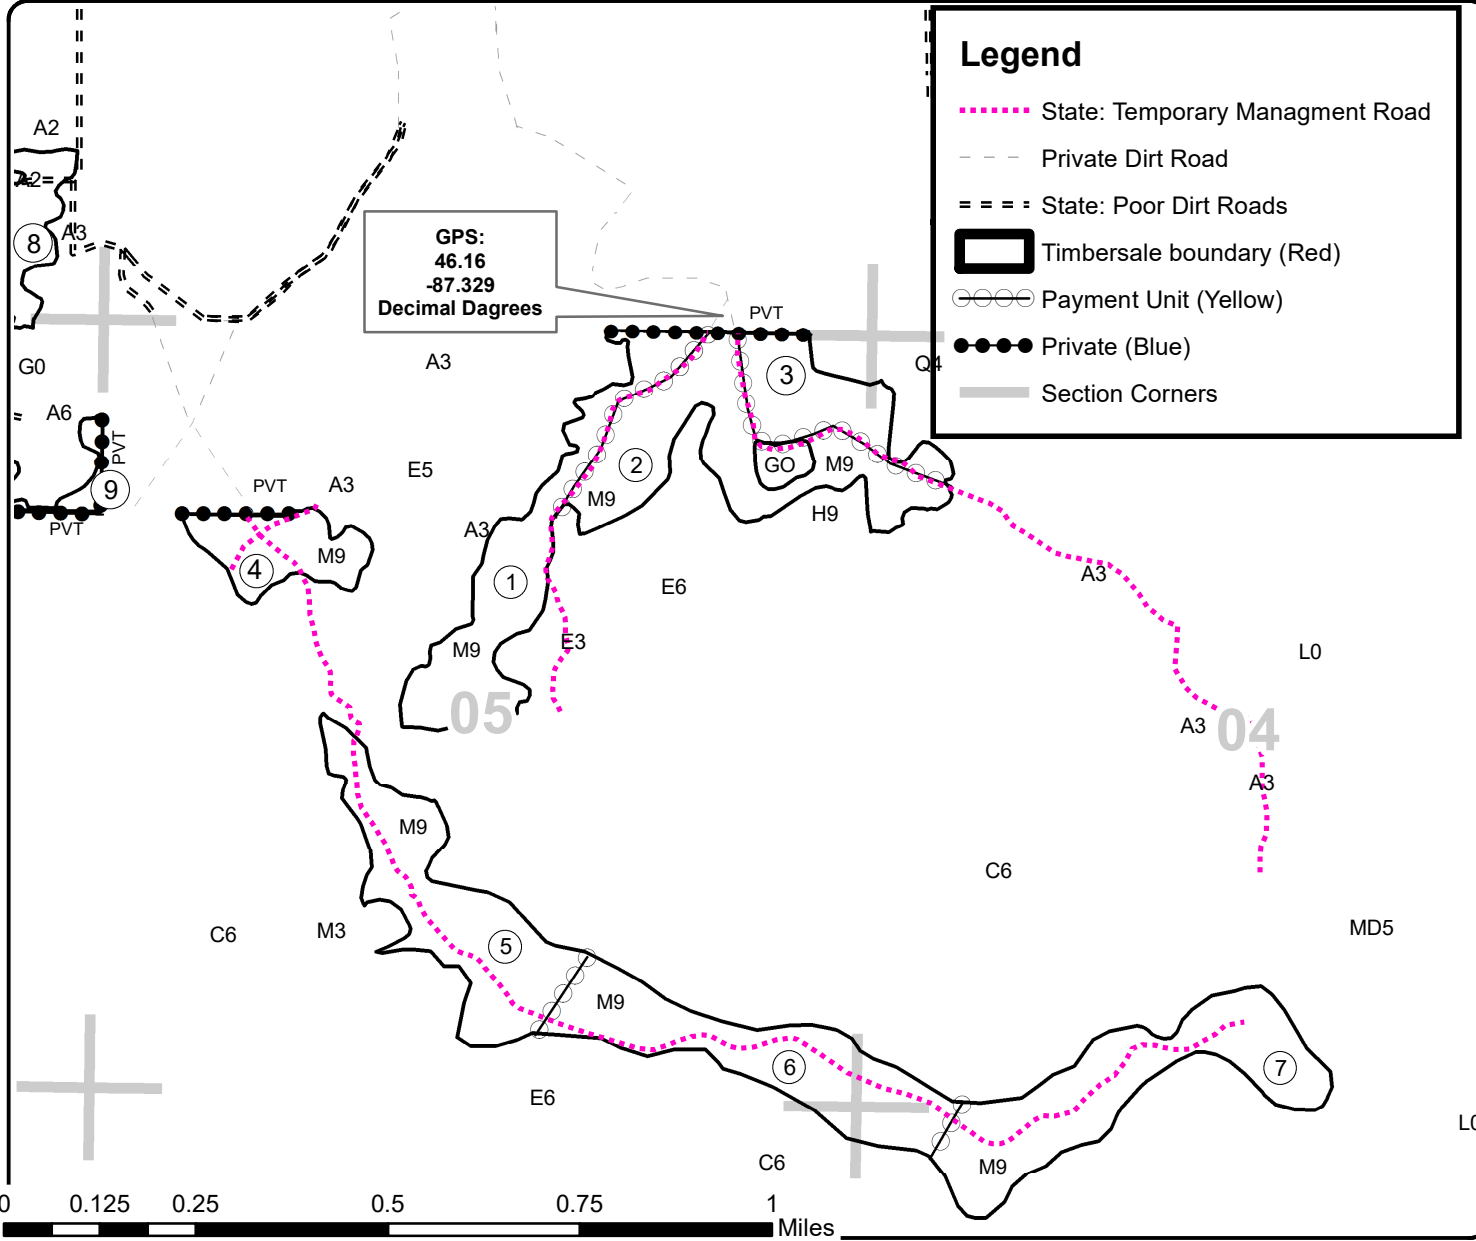 Legend
State: Temporary Managment Road
Private Dirt Road
State: Poor Dirt Roads
Timbersale boundary (Red)
Payment Unit (Yellow)
Private (Blue)
Section Corners
A2
A2
A3
8
GPS:
46.16
-87.329
Decimal Dagrees
PVT
G0
A3
3
Q4
A6
PVT
9
PVT
PVT
A3
E5
2
GO
M9
M9
H9
A3
M9
4
1
E6
A3
E3
M9
L0
05
A3
04
A3
M9
C6
C6
M3
5
MD5
M9
6
7
E6
L0
C6
M9
0
0.125
0.25
0.5
0.75
1
Miles